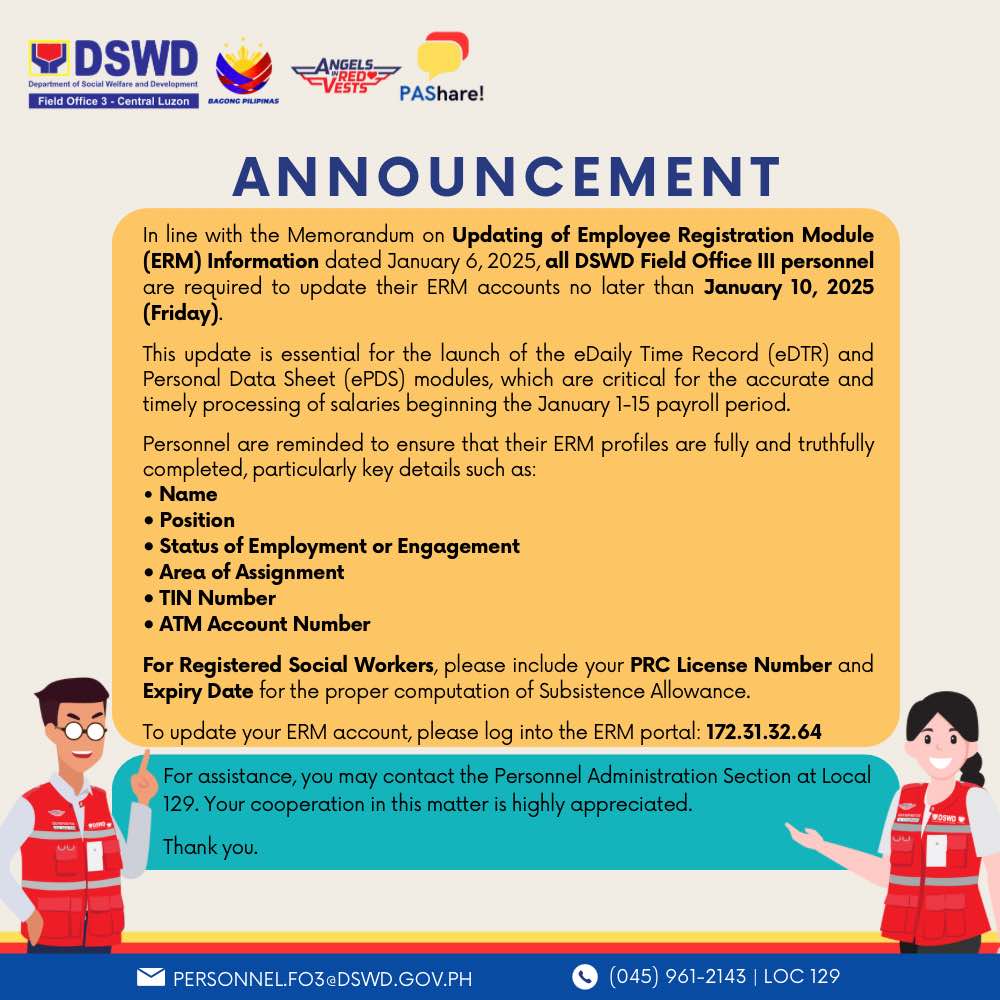 DSWD
Department of Social Welfare and Development
Field Office 3 - Central Luzon
BAGONG PILIPINAS
ANGELS
IN RED
VESTS
PAShare!
ANNOUNCEMENT
In line with the Memorandum on Updating of Employee Registration Module
(ERM) Information dated January 6, 2025, all DSWD Field Office III personnel
are required to update their ERM accounts no later than January 10, 2025
(Friday).
This update is essential for the launch of the eDaily Time Record (eDTR) and
Personal Data Sheet (ePDS) modules, which are critical for the accurate and
timely processing of salaries beginning the January 1-15 payroll period.
Personnel are reminded to ensure that their ERM profiles are fully and truthfully
completed, particularly key details such as:
• Name
• Position
• Status of Employment or Engagement
• Area of Assignment
• TIN Number
• ATM Account Number
For Registered Social Workers, please include your PRC License Number and
Expiry Date for the proper computation of Subsistence Allowance.
To update your ERM account, please log into the ERM portal: 172.31.32.64
For assistance, you may contact the Personnel Administration Section at Local
129. Your cooperation in this matter is highly appreciated.
Thank you.
DSWD
DSWD
PERSONNEL.FO3@DSWD.GOV.PH
(045) 961-2143 | LOC 129